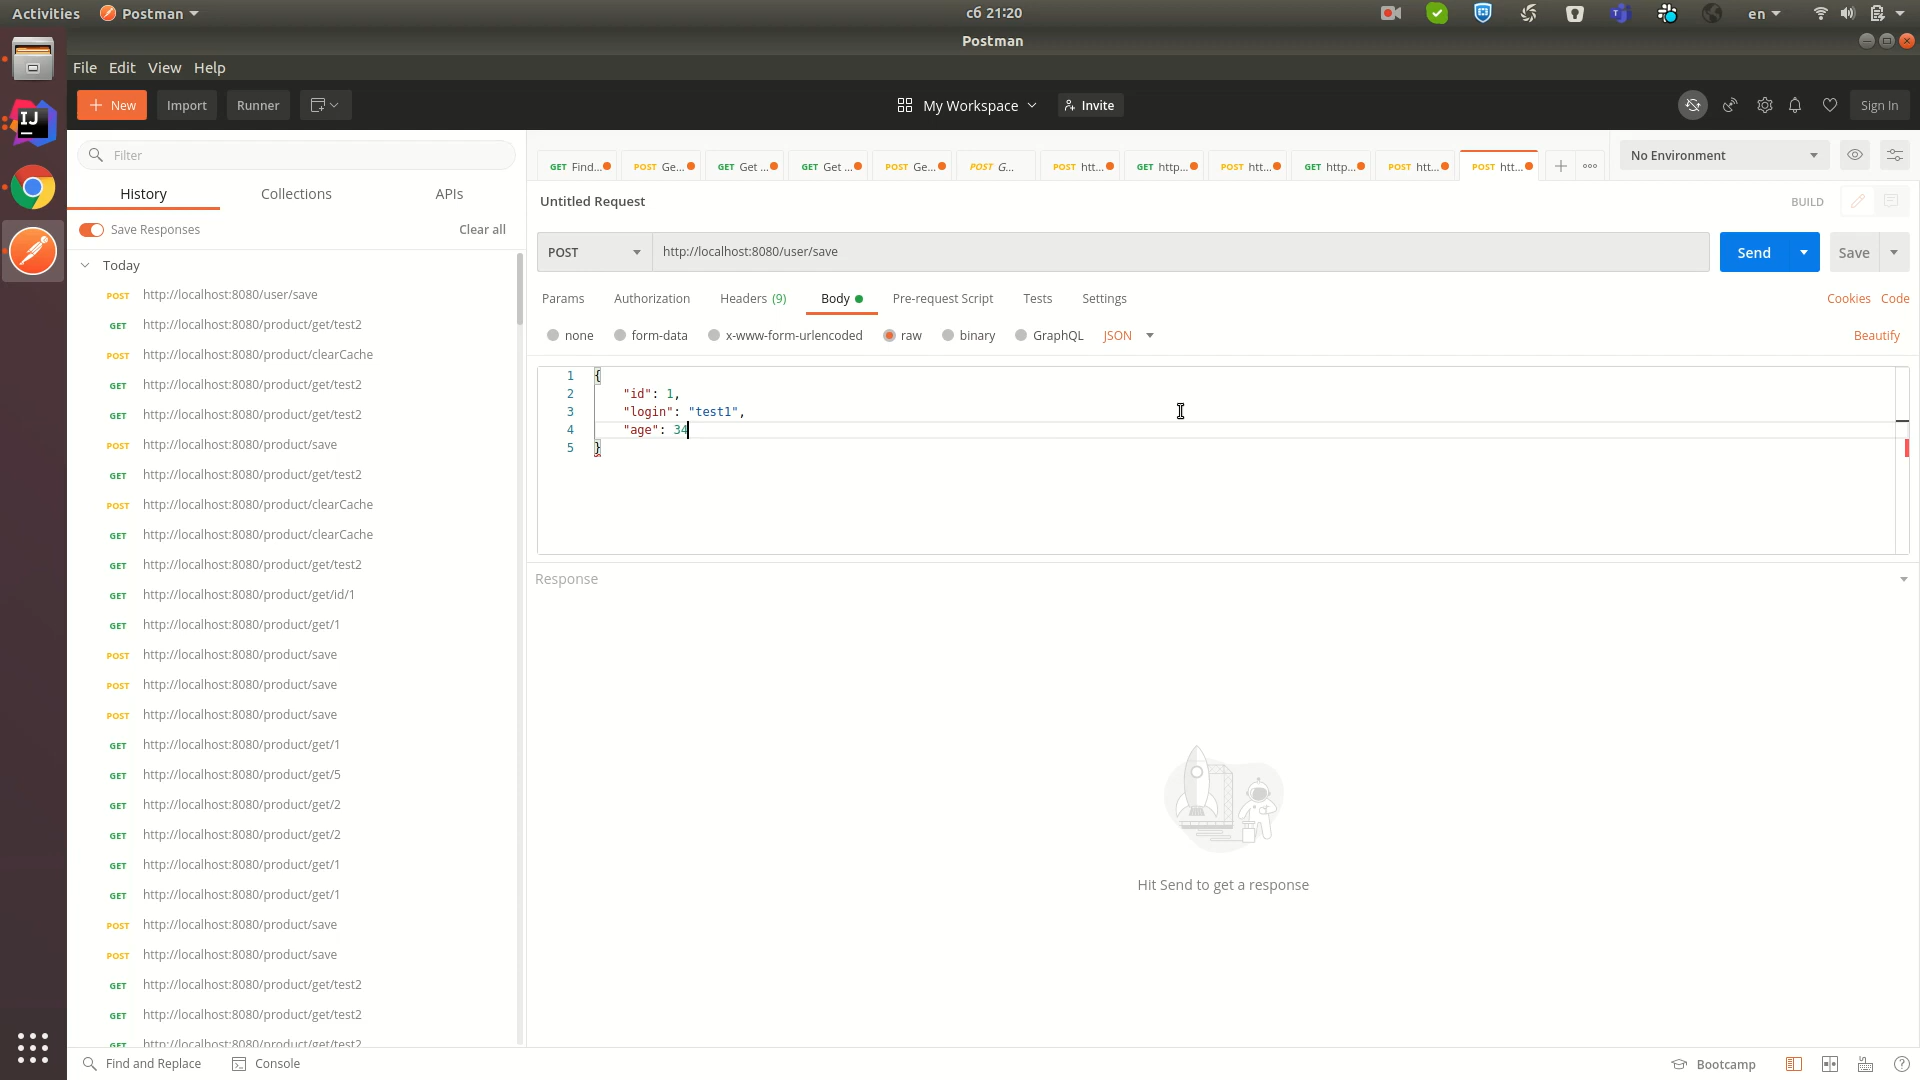 Activities Postman сб 21:20 en
Postman
File Edit View Help
New Import Runner My Workspace Invite Sign In
Filter
History Collections APIs
Save Responses Clear all
Today
POST http://localhost:8080/user/save
GET http://localhost:8080/product/get/test2
POST http://localhost:8080/product/clearCache
GET http://localhost:8080/product/get/test2
GET http://localhost:8080/product/get/test2
POST http://localhost:8080/product/save
GET http://localhost:8080/product/get/test2
POST http://localhost:8080/product/clearCache
GET http://localhost:8080/product/clearCache
GET http://localhost:8080/product/get/test2
GET http://localhost:8080/product/get/id/1
GET http://localhost:8080/product/get/1
POST http://localhost:8080/product/save
POST http://localhost:8080/product/save
POST http://localhost:8080/product/save
GET http://localhost:8080/product/get/1
GET http://localhost:8080/product/get/5
GET http://localhost:8080/product/get/2
GET http://localhost:8080/product/get/2
GET http://localhost:8080/product/get/1
GET http://localhost:8080/product/get/1
POST http://localhost:8080/product/save
POST http://localhost:8080/product/save
GET http://localhost:8080/product/get/test2
GET http://localhost:8080/product/get/test2
GET http://localhost:8080/product/get/test2
GET Find... POST Ge... GET Get ... GET Get ... POST Ge... POST G... POST htt... GET http... POST htt... GET http... POST htt... POST htt... No Environment
Untitled Request BUILD
POST http://localhost:8080/user/save Send Save
Params Authorization Headers (9) Body Pre-request Script Tests Settings Cookies Code
none form-data x-www-form-urlencoded raw binary GraphQL JSON Beautify
1 {
2 "id": 1,
3 "login": "test1",
4 "age": 34
5 }
Response
Hit Send to get a response
Find and Replace Console Bootcamp
IJ